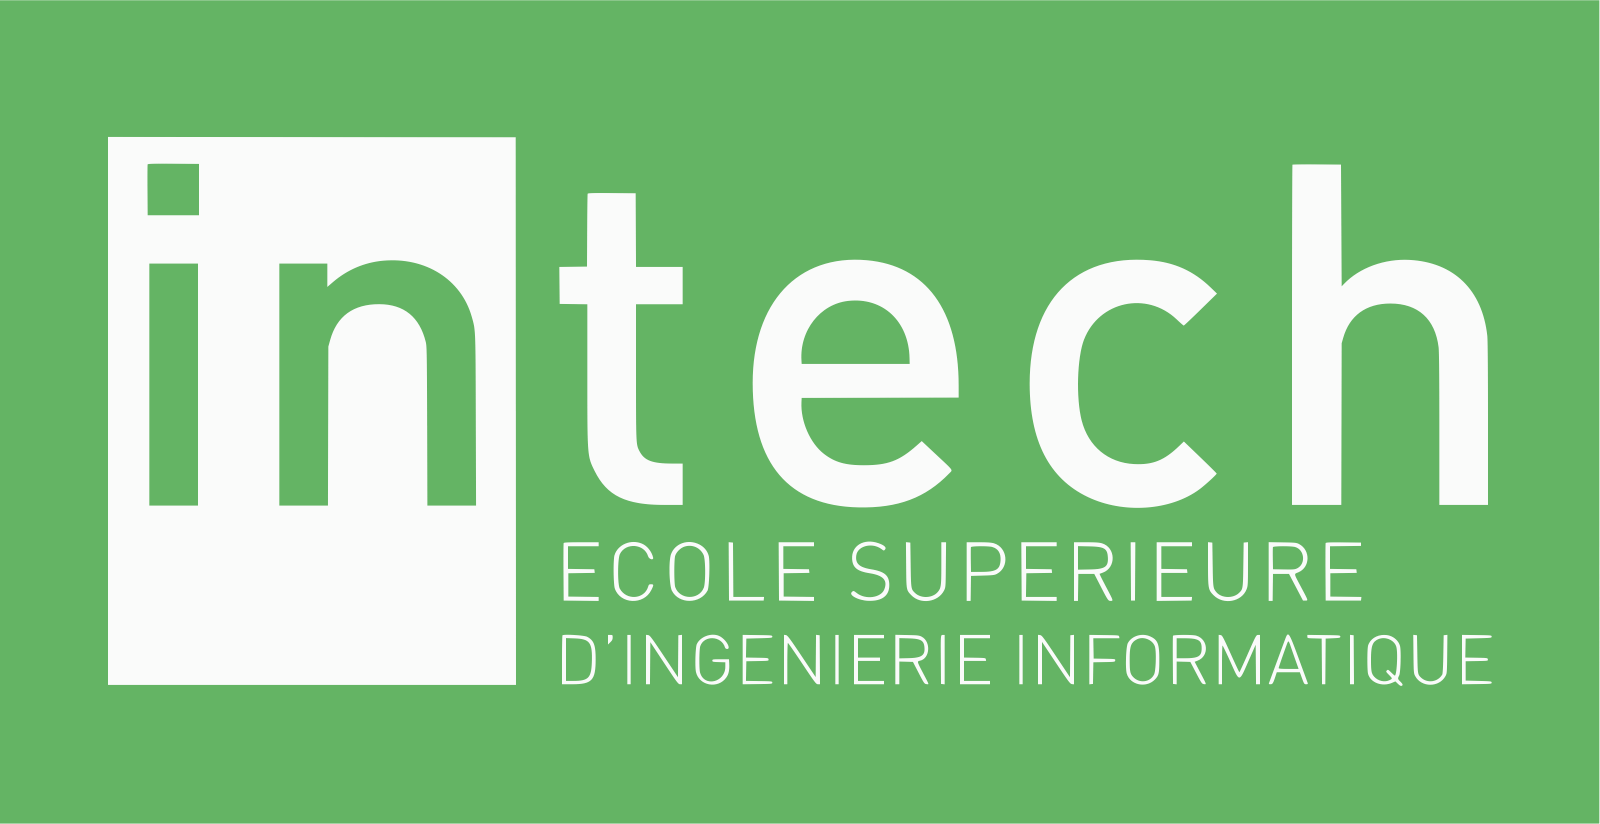 intech
ECOLE SUPERIEURE
D'INGENIERIE INFORMATIQUE